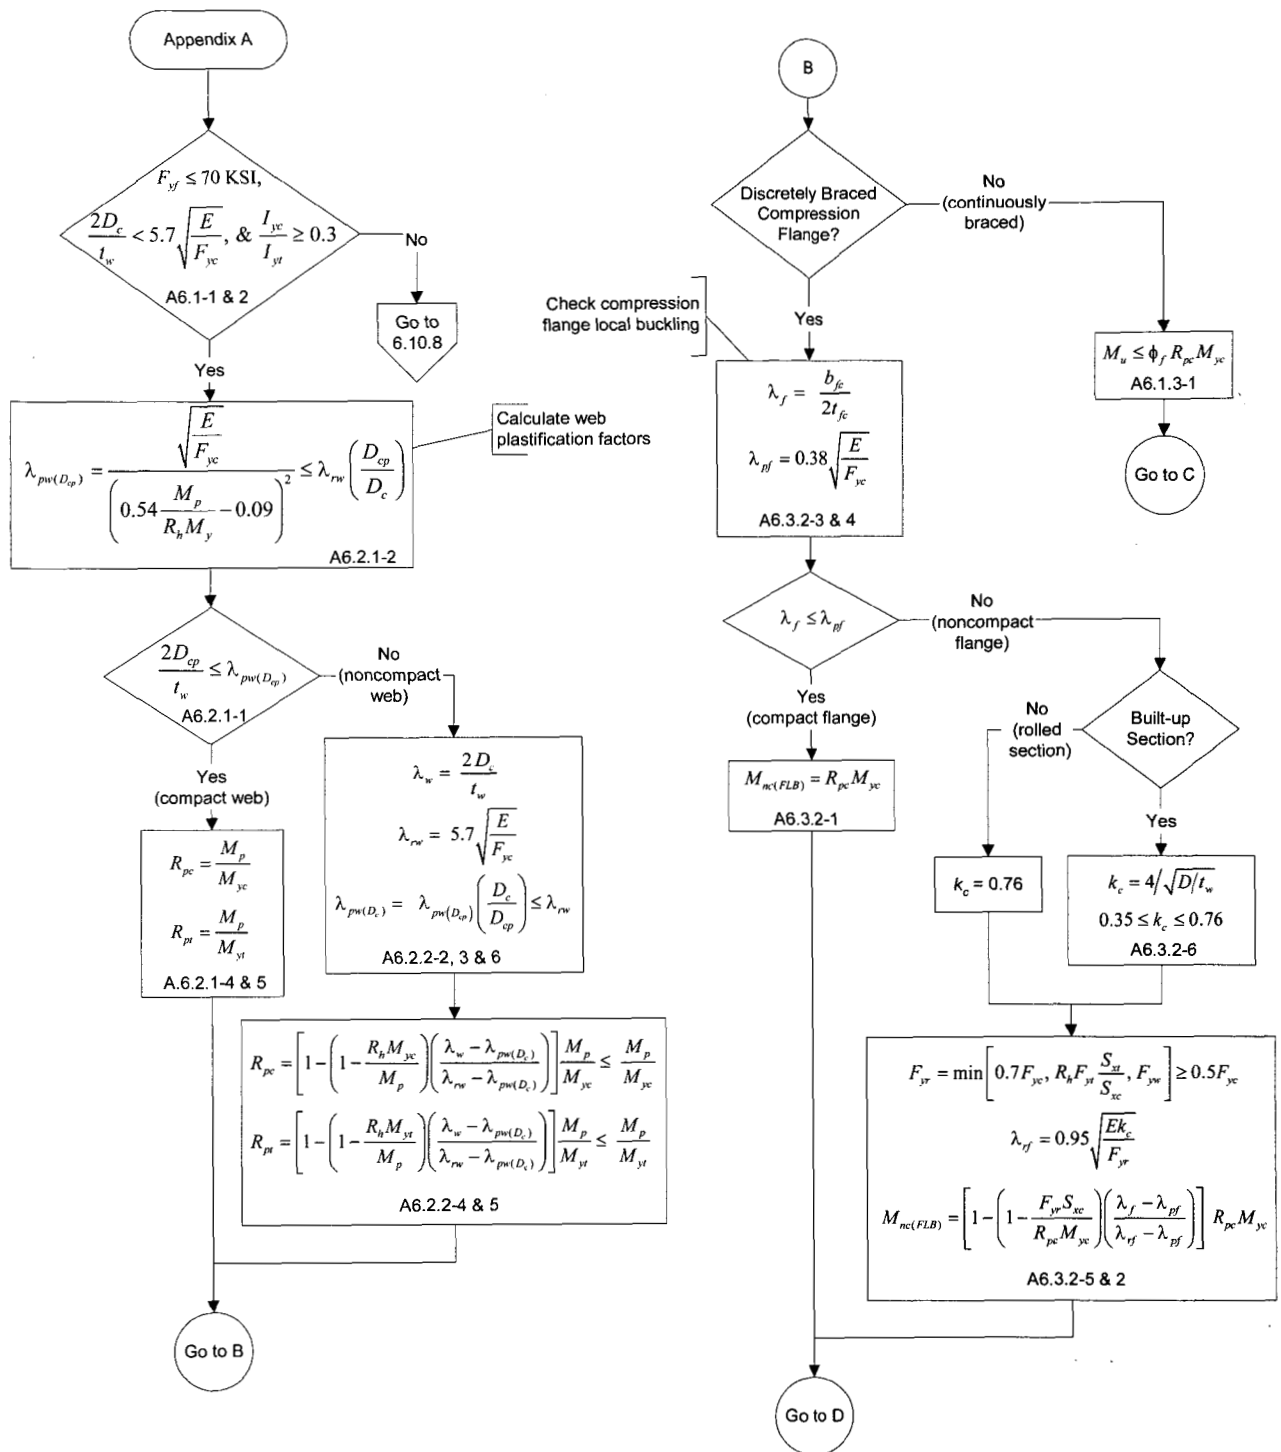 Appendix A
F_yf ≤ 70 KSI,
2D_c / t_w < 5.7 √(E / F_yc), & I_yc / I_yt ≥ 0.3
A6.1-1 & 2
No
Go to
6.10.8
Yes
λ_pw(D_cp) = √(E / F_yc) / (0.54 M_p / (R_h M_y) − 0.09)² ≤ λ_rw (D_cp / D_c)
A6.2.1-2
Calculate web
plastification factors
2D_cp / t_w ≤ λ_pw(D_cp)
A6.2.1-1
No
(noncompact
web)
Yes
(compact web)
R_pc = M_p / M_yc
R_pt = M_p / M_yt
A.6.2.1-4 & 5
λ_w = 2D_c / t_w
λ_rw = 5.7 √(E / F_yc)
λ_pw(D_c) = λ_pw(D_cp) (D_c / D_cp) ≤ λ_rw
A6.2.2-2, 3 & 6
R_pc = [1 − (1 − R_h M_yc / M_p)((λ_w − λ_pw(D_c)) / (λ_rw − λ_pw(D_c)))] M_p / M_yc ≤ M_p / M_yc
R_pt = [1 − (1 − R_h M_yt / M_p)((λ_w − λ_pw(D_c)) / (λ_rw − λ_pw(D_c)))] M_p / M_yt ≤ M_p / M_yt
A6.2.2-4 & 5
Go to B
B
Discretely Braced
Compression
Flange?
No
(continuously
braced)
M_u ≤ ϕ_f R_pc M_yc
A6.1.3-1
Go to C
Check compression
flange local buckling
Yes
λ_f = b_fc / 2t_fc
λ_pf = 0.38 √(E / F_yc)
A6.3.2-3 & 4
λ_f ≤ λ_pf
No
(noncompact
flange)
Yes
(compact flange)
M_nc(FLB) = R_pc M_yc
A6.3.2-1
Built-up
Section?
No
(rolled
section)
Yes
k_c = 0.76
k_c = 4/√(D/t_w)
0.35 ≤ k_c ≤ 0.76
A6.3.2-6
F_yr = min[0.7F_yc, R_h F_yt S_xt / S_xc, F_yw] ≥ 0.5F_yc
λ_rf = 0.95 √(Ek_c / F_yr)
M_nc(FLB) = [1 − (1 − F_yr S_xc / (R_pc M_yc))((λ_f − λ_pf) / (λ_rf − λ_pf))] R_pc M_yc
A6.3.2-5 & 2
Go to D